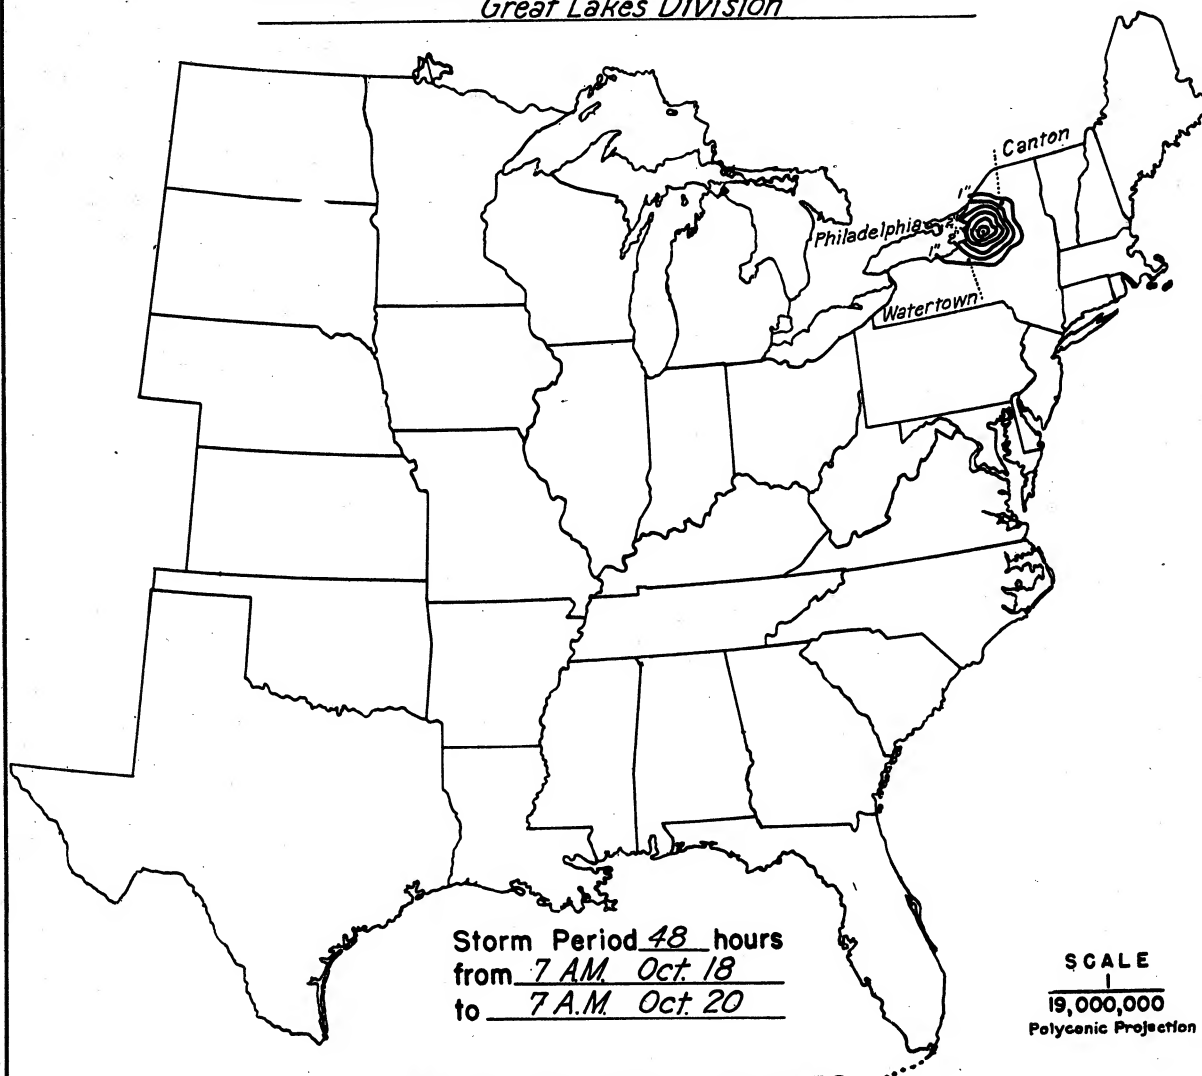 Great Lakes Division
Canton
1"
Philadelphia
1"
Watertown
Storm Period 48 hours
from 7 A.M. Oct. 18
to 7 A.M. Oct. 20
SCALE
1
19,000,000
Polyconic Projection